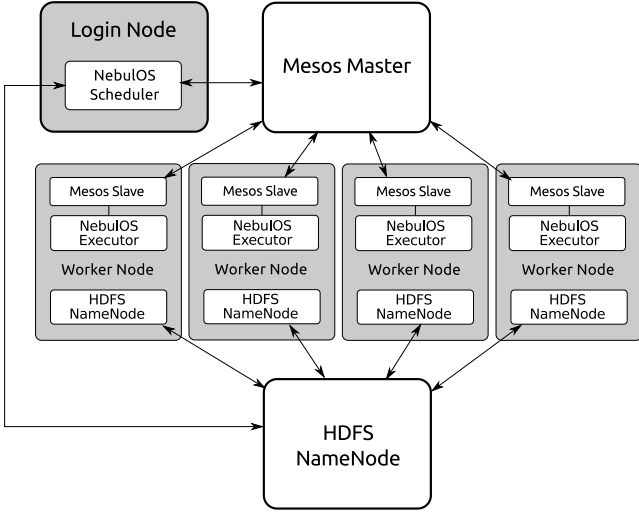 Login Node
NebulOS
Scheduler
Mesos Master
Mesos Slave
NebulOS
Executor
Worker Node
HDFS
NameNode
Mesos Slave
NebulOS
Executor
Worker Node
HDFS
NameNode
Mesos Slave
NebulOS
Executor
Worker Node
HDFS
NameNode
Mesos Slave
NebulOS
Executor
Worker Node
HDFS
NameNode
HDFS
NameNode